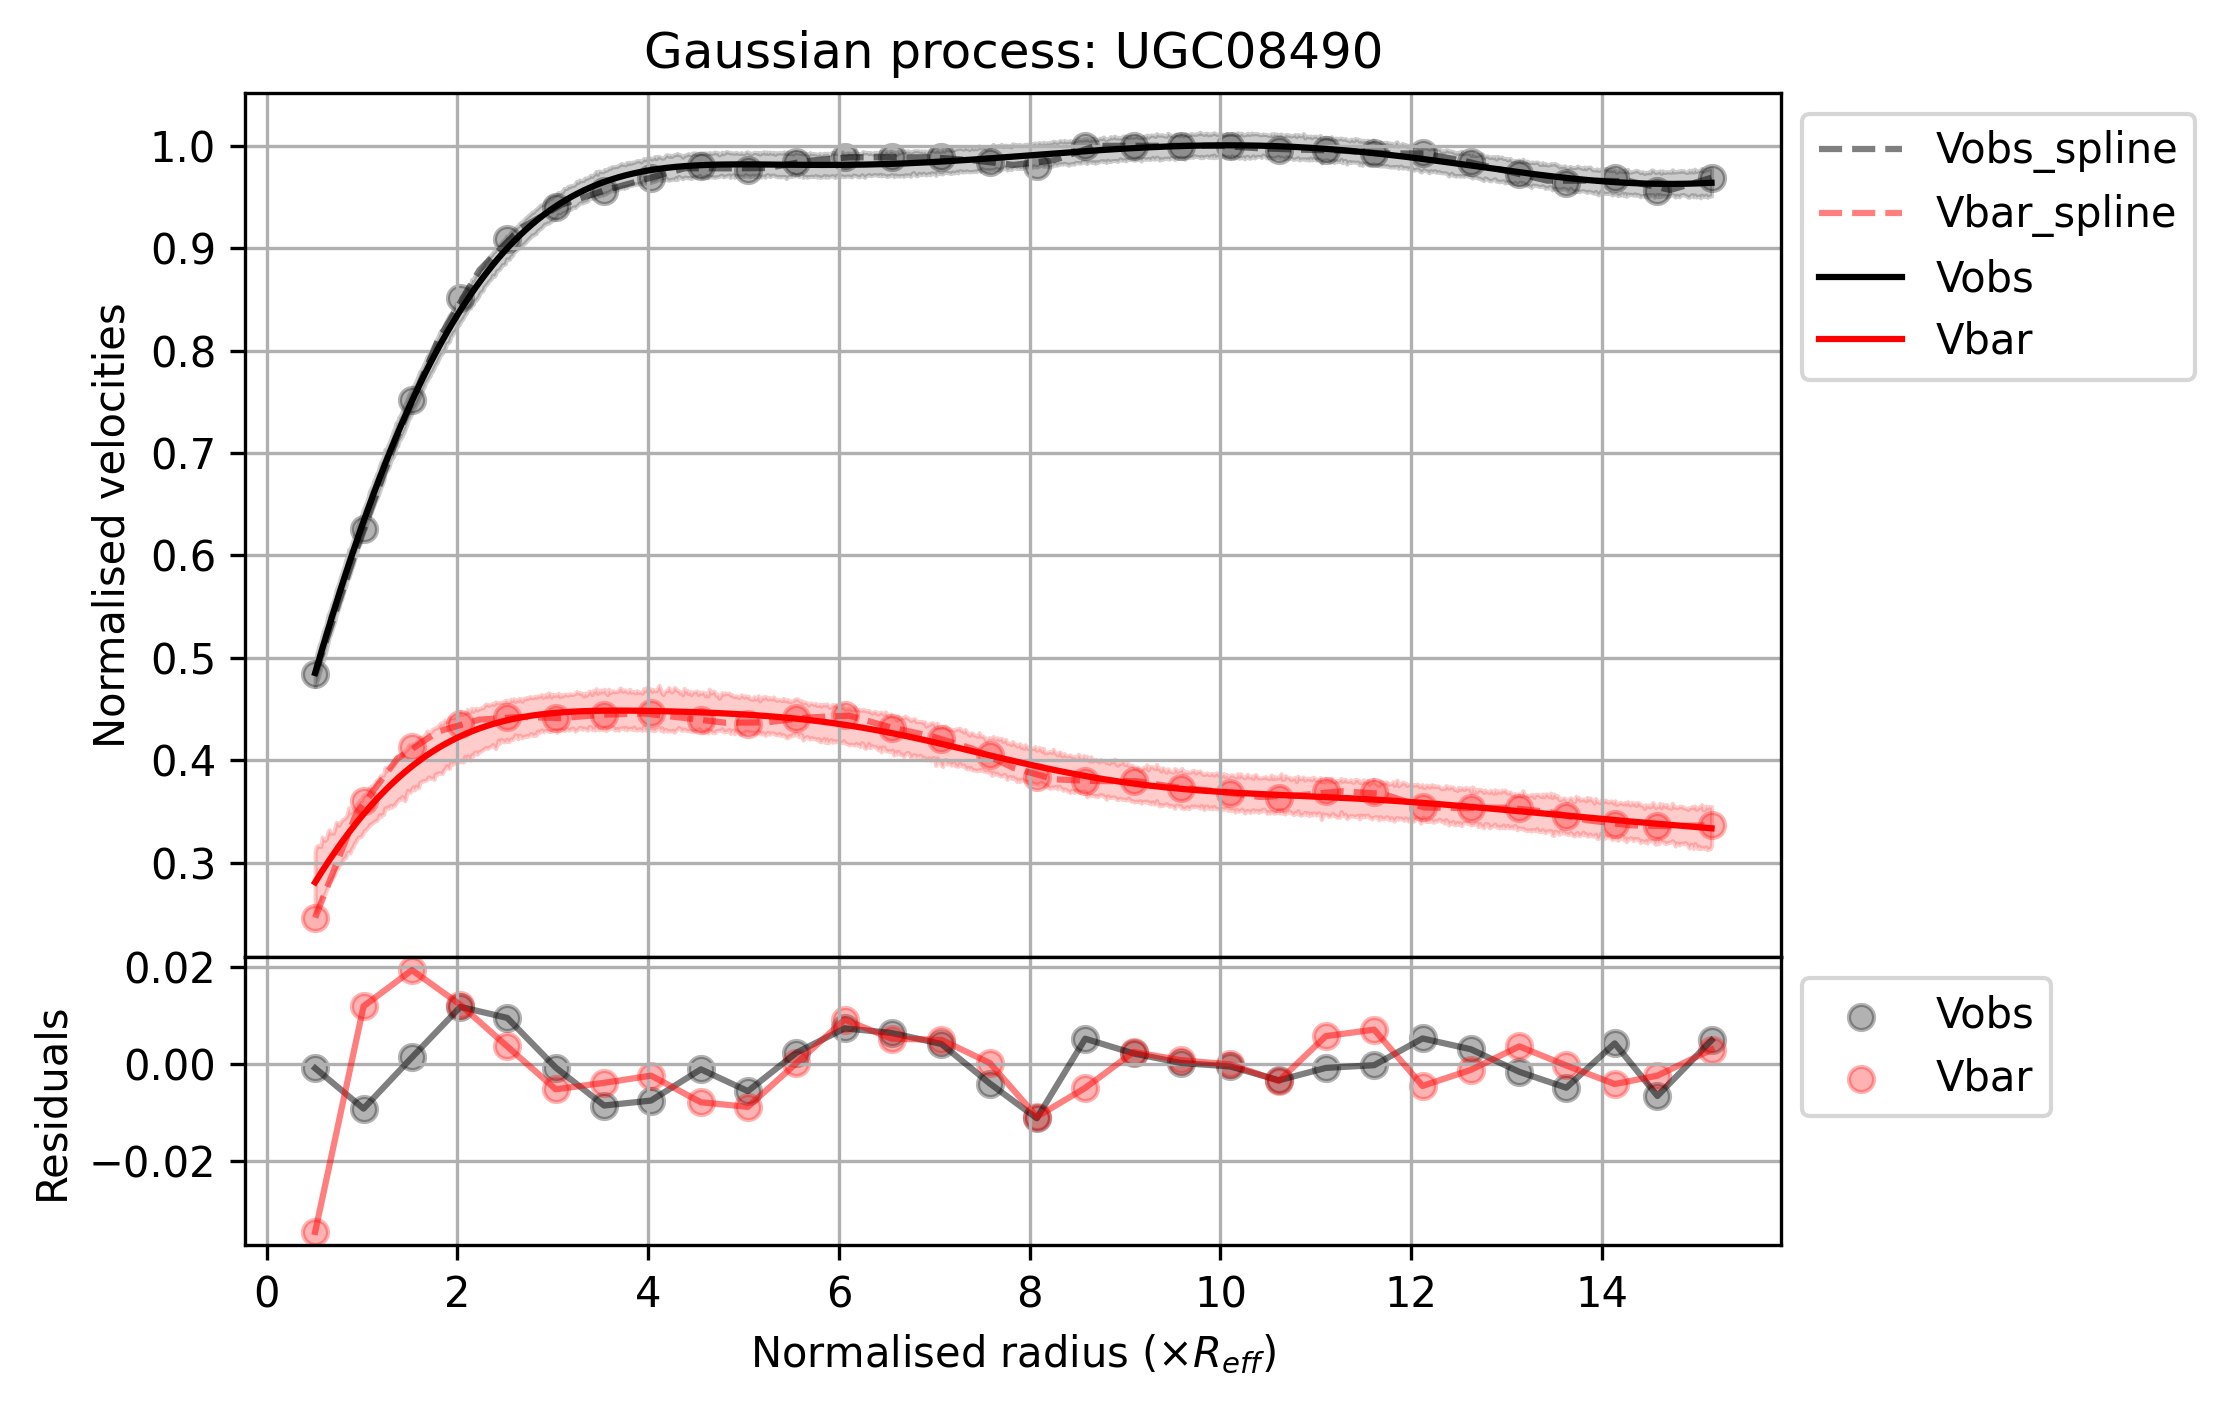 Gaussian process: UGC08490
Normalised velocities
1.0
0.9
0.8
0.7
0.6
0.5
0.4
0.3
Vobs_spline
Vbar_spline
Vobs
Vbar
Residuals
0.02
0.00
−0.02
Vobs
Vbar
0 2 4 6 8 10 12 14
Normalised radius (×R_eff)